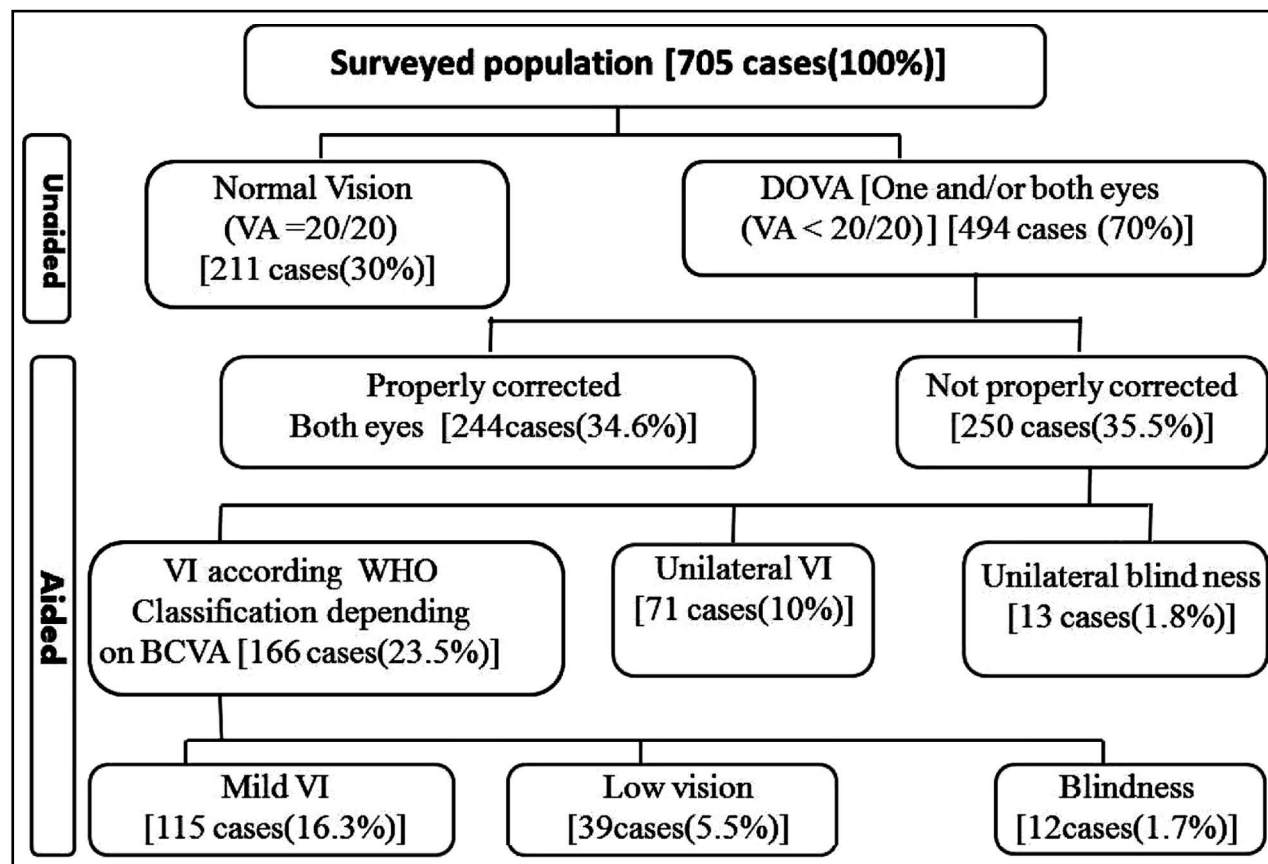 Surveyed population [705 cases(100%)]
Unaided
Normal Vision
(VA =20/20)
[211 cases(30%)]
DOVA [One and/or both eyes
(VA < 20/20)] [494 cases (70%)]
Aided
Properly corrected
Both eyes [244cases(34.6%)]
Not properly corrected
[250 cases(35.5%)]
VI according WHO
Classification depending
on BCVA [166 cases(23.5%)]
Unilateral VI
[71 cases(10%)]
Unilateral blind ness
[13 cases(1.8%)]
Mild VI
[115 cases(16.3%)]
Low vision
[39cases(5.5%)]
Blindness
[12cases(1.7%)]